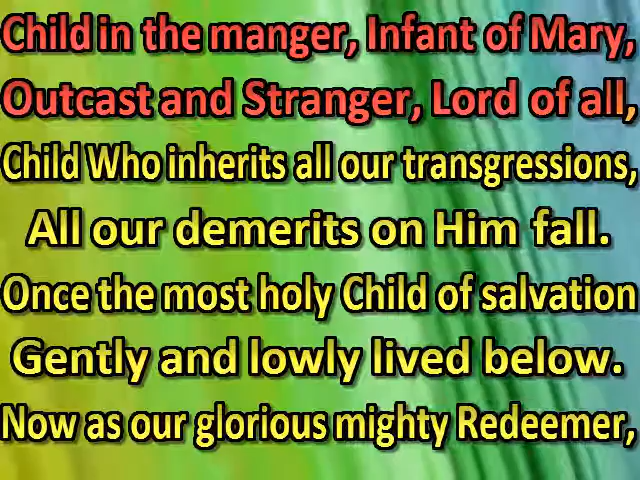 Child in the manger, Infant of Mary,
Outcast and Stranger, Lord of all,
Child Who inherits all our transgressions,
All our demerits on Him fall.
Once the most holy Child of salvation
Gently and lowly lived below.
Now as our glorious mighty Redeemer,